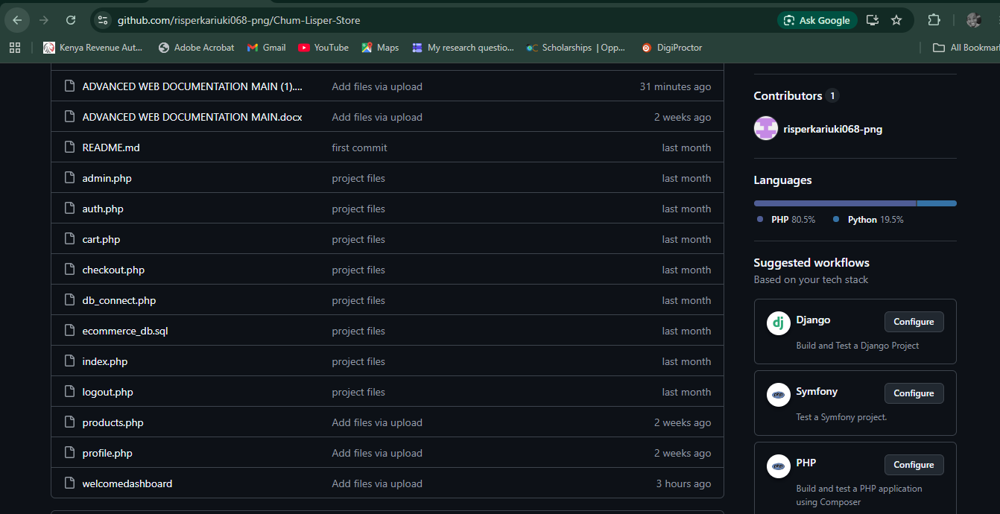 github.com/risperkariuki068-png/Chum-Lisper-Store
Ask Google
Kenya Revenue Aut...
Adobe Acrobat
Gmail
YouTube
Maps
My research questio...
Scholarships | Opp...
DigiProctor
All Bookmar
ADVANCED WEB DOCUMENTATION MAIN (1)....
Add files via upload
31 minutes ago
ADVANCED WEB DOCUMENTATION MAIN.docx
Add files via upload
2 weeks ago
README.md
first commit
last month
admin.php
project files
last month
auth.php
project files
last month
cart.php
project files
last month
checkout.php
project files
last month
db_connect.php
project files
last month
ecommerce_db.sql
project files
last month
index.php
project files
last month
logout.php
project files
last month
products.php
Add files via upload
2 weeks ago
profile.php
Add files via upload
2 weeks ago
welcomedashboard
Add files via upload
3 hours ago
Contributors 1
risperkariuki068-png
Languages
PHP 80.5%
Python 19.5%
Suggested workflows
Based on your tech stack
dj
Django
Configure
Build and Test a Django Project
php
Symfony
Configure
Test a Symfony project.
php
PHP
Configure
Build and test a PHP application
using Composer